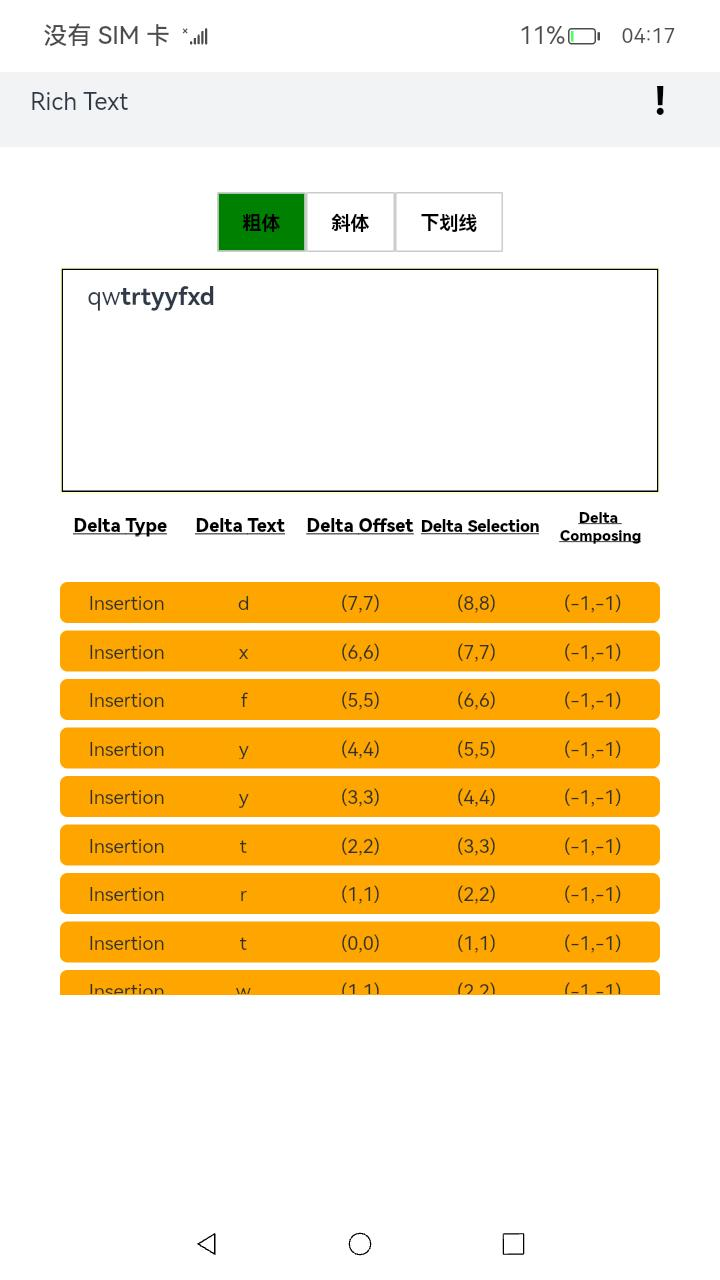 没有 SIM 卡 11% 04:17
Rich Text !
粗体 斜体 下划线
qwtrtyyfxd
Delta Type Delta Text Delta Offset Delta Selection Delta Composing
Insertion d (7,7) (8,8) (-1,-1)
Insertion x (6,6) (7,7) (-1,-1)
Insertion f (5,5) (6,6) (-1,-1)
Insertion y (4,4) (5,5) (-1,-1)
Insertion y (3,3) (4,4) (-1,-1)
Insertion t (2,2) (3,3) (-1,-1)
Insertion r (1,1) (2,2) (-1,-1)
Insertion t (0,0) (1,1) (-1,-1)
Insertion w (1,1) (2,2) (-1,-1)